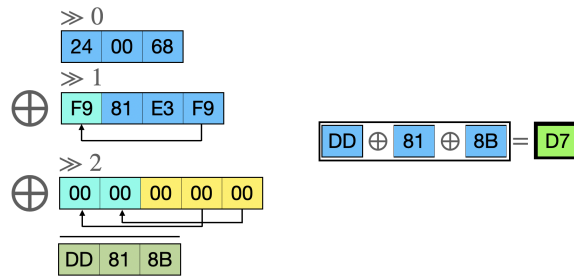 ≫ 0
24 00 68
≫ 1
⊕ F9 81 E3 F9
≫ 2
⊕ 00 00 00 00 00
DD 81 8B
DD ⊕ 81 ⊕ 8B = D7